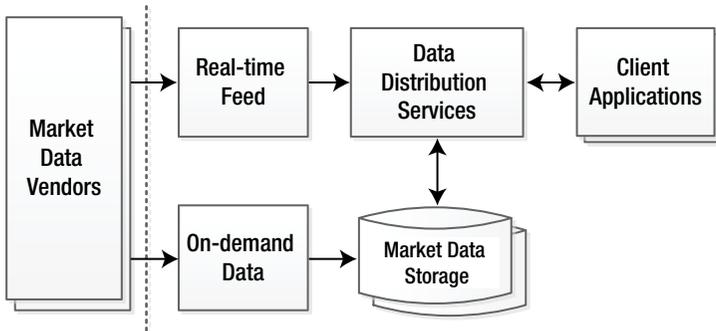 Market
Data
Vendors
Real-time
Feed
Data
Distribution
Services
Client
Applications
On-demand
Data
Market Data
Storage